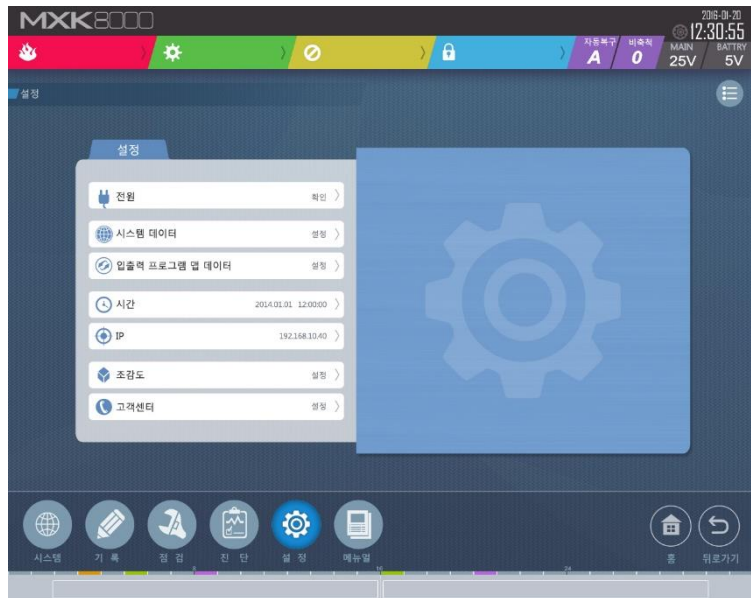 MXK8000
2016-01-20
12:30:55
자동복구 비축적 MAIN BATTRY
A 0 25V 5V
설정
설정
전원 확인
시스템 데이터 설정
입출력 프로그램 맵 데이터 설정
시간 2014.01.01 12:00:00
IP 192.168.10.40
조감도 설정
고객센터 설정
시스템 기록 점검 진단 설정 메뉴얼 홈 뒤로가기
8 16 24